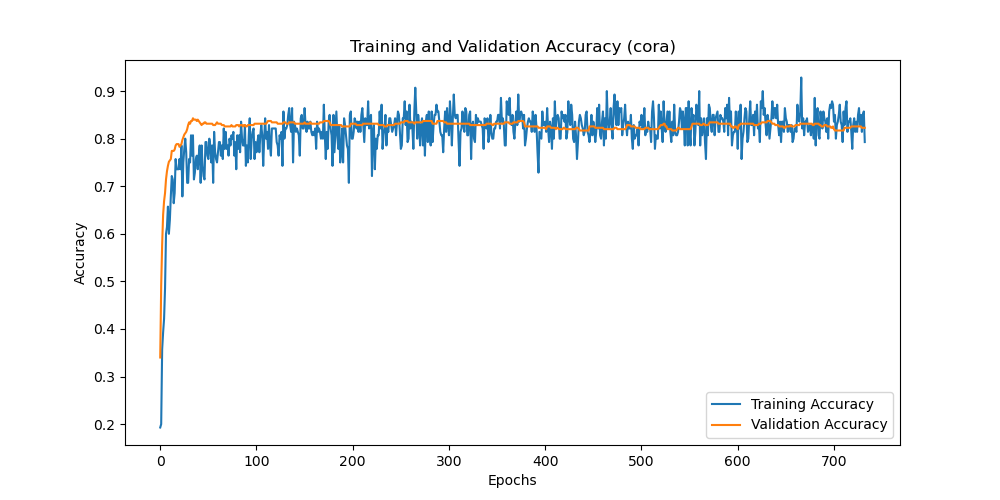 Training and Validation Accuracy (cora)
Accuracy
0.9
0.8
0.7
0.6
0.5
0.4
0.3
0.2
Training Accuracy
Validation Accuracy
0 100 200 300 400 500 600 700
Epochs